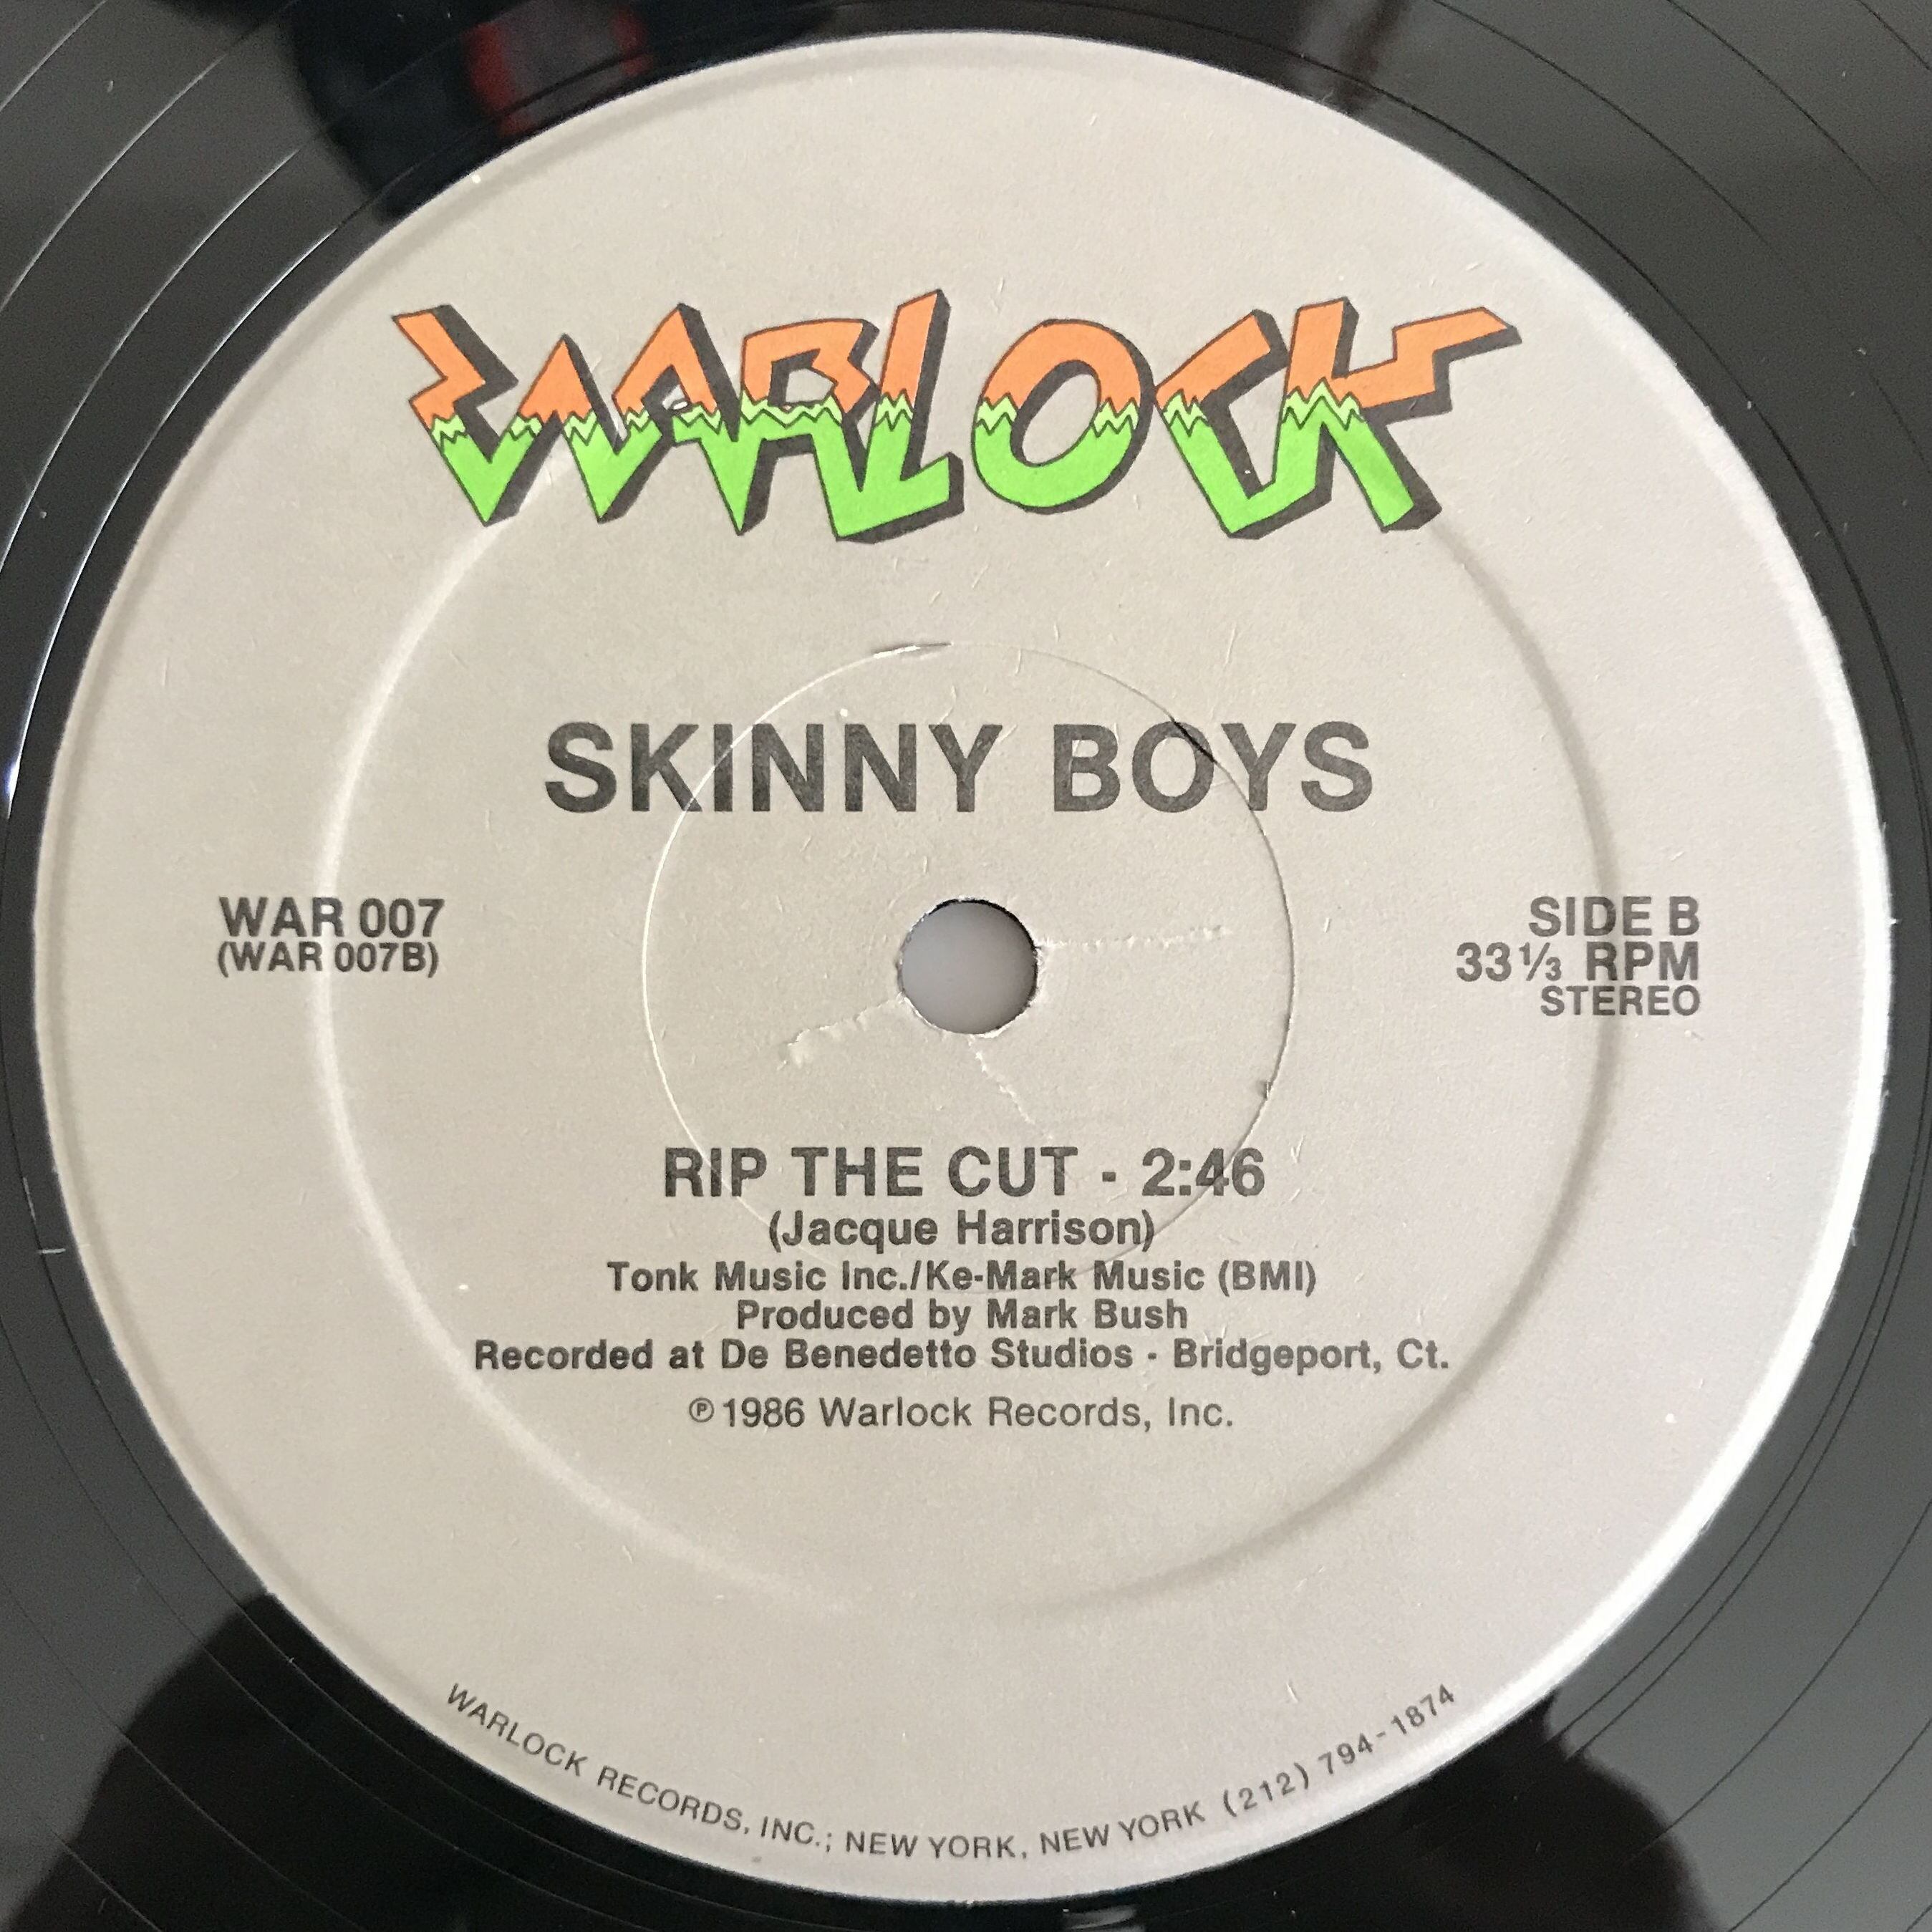 WARLOCK
SKINNY BOYS
WAR 007
(WAR 007B)
SIDE B
33⅓ RPM
STEREO
RIP THE CUT - 2:46
(Jacque Harrison)
Tonk Music Inc./Ke-Mark Music (BMI)
Produced by Mark Bush
Recorded at De Benedetto Studios - Bridgeport, Ct.
℗1986 Warlock Records, Inc.
WARLOCK RECORDS, INC.; NEW YORK, NEW YORK (212) 794-1874